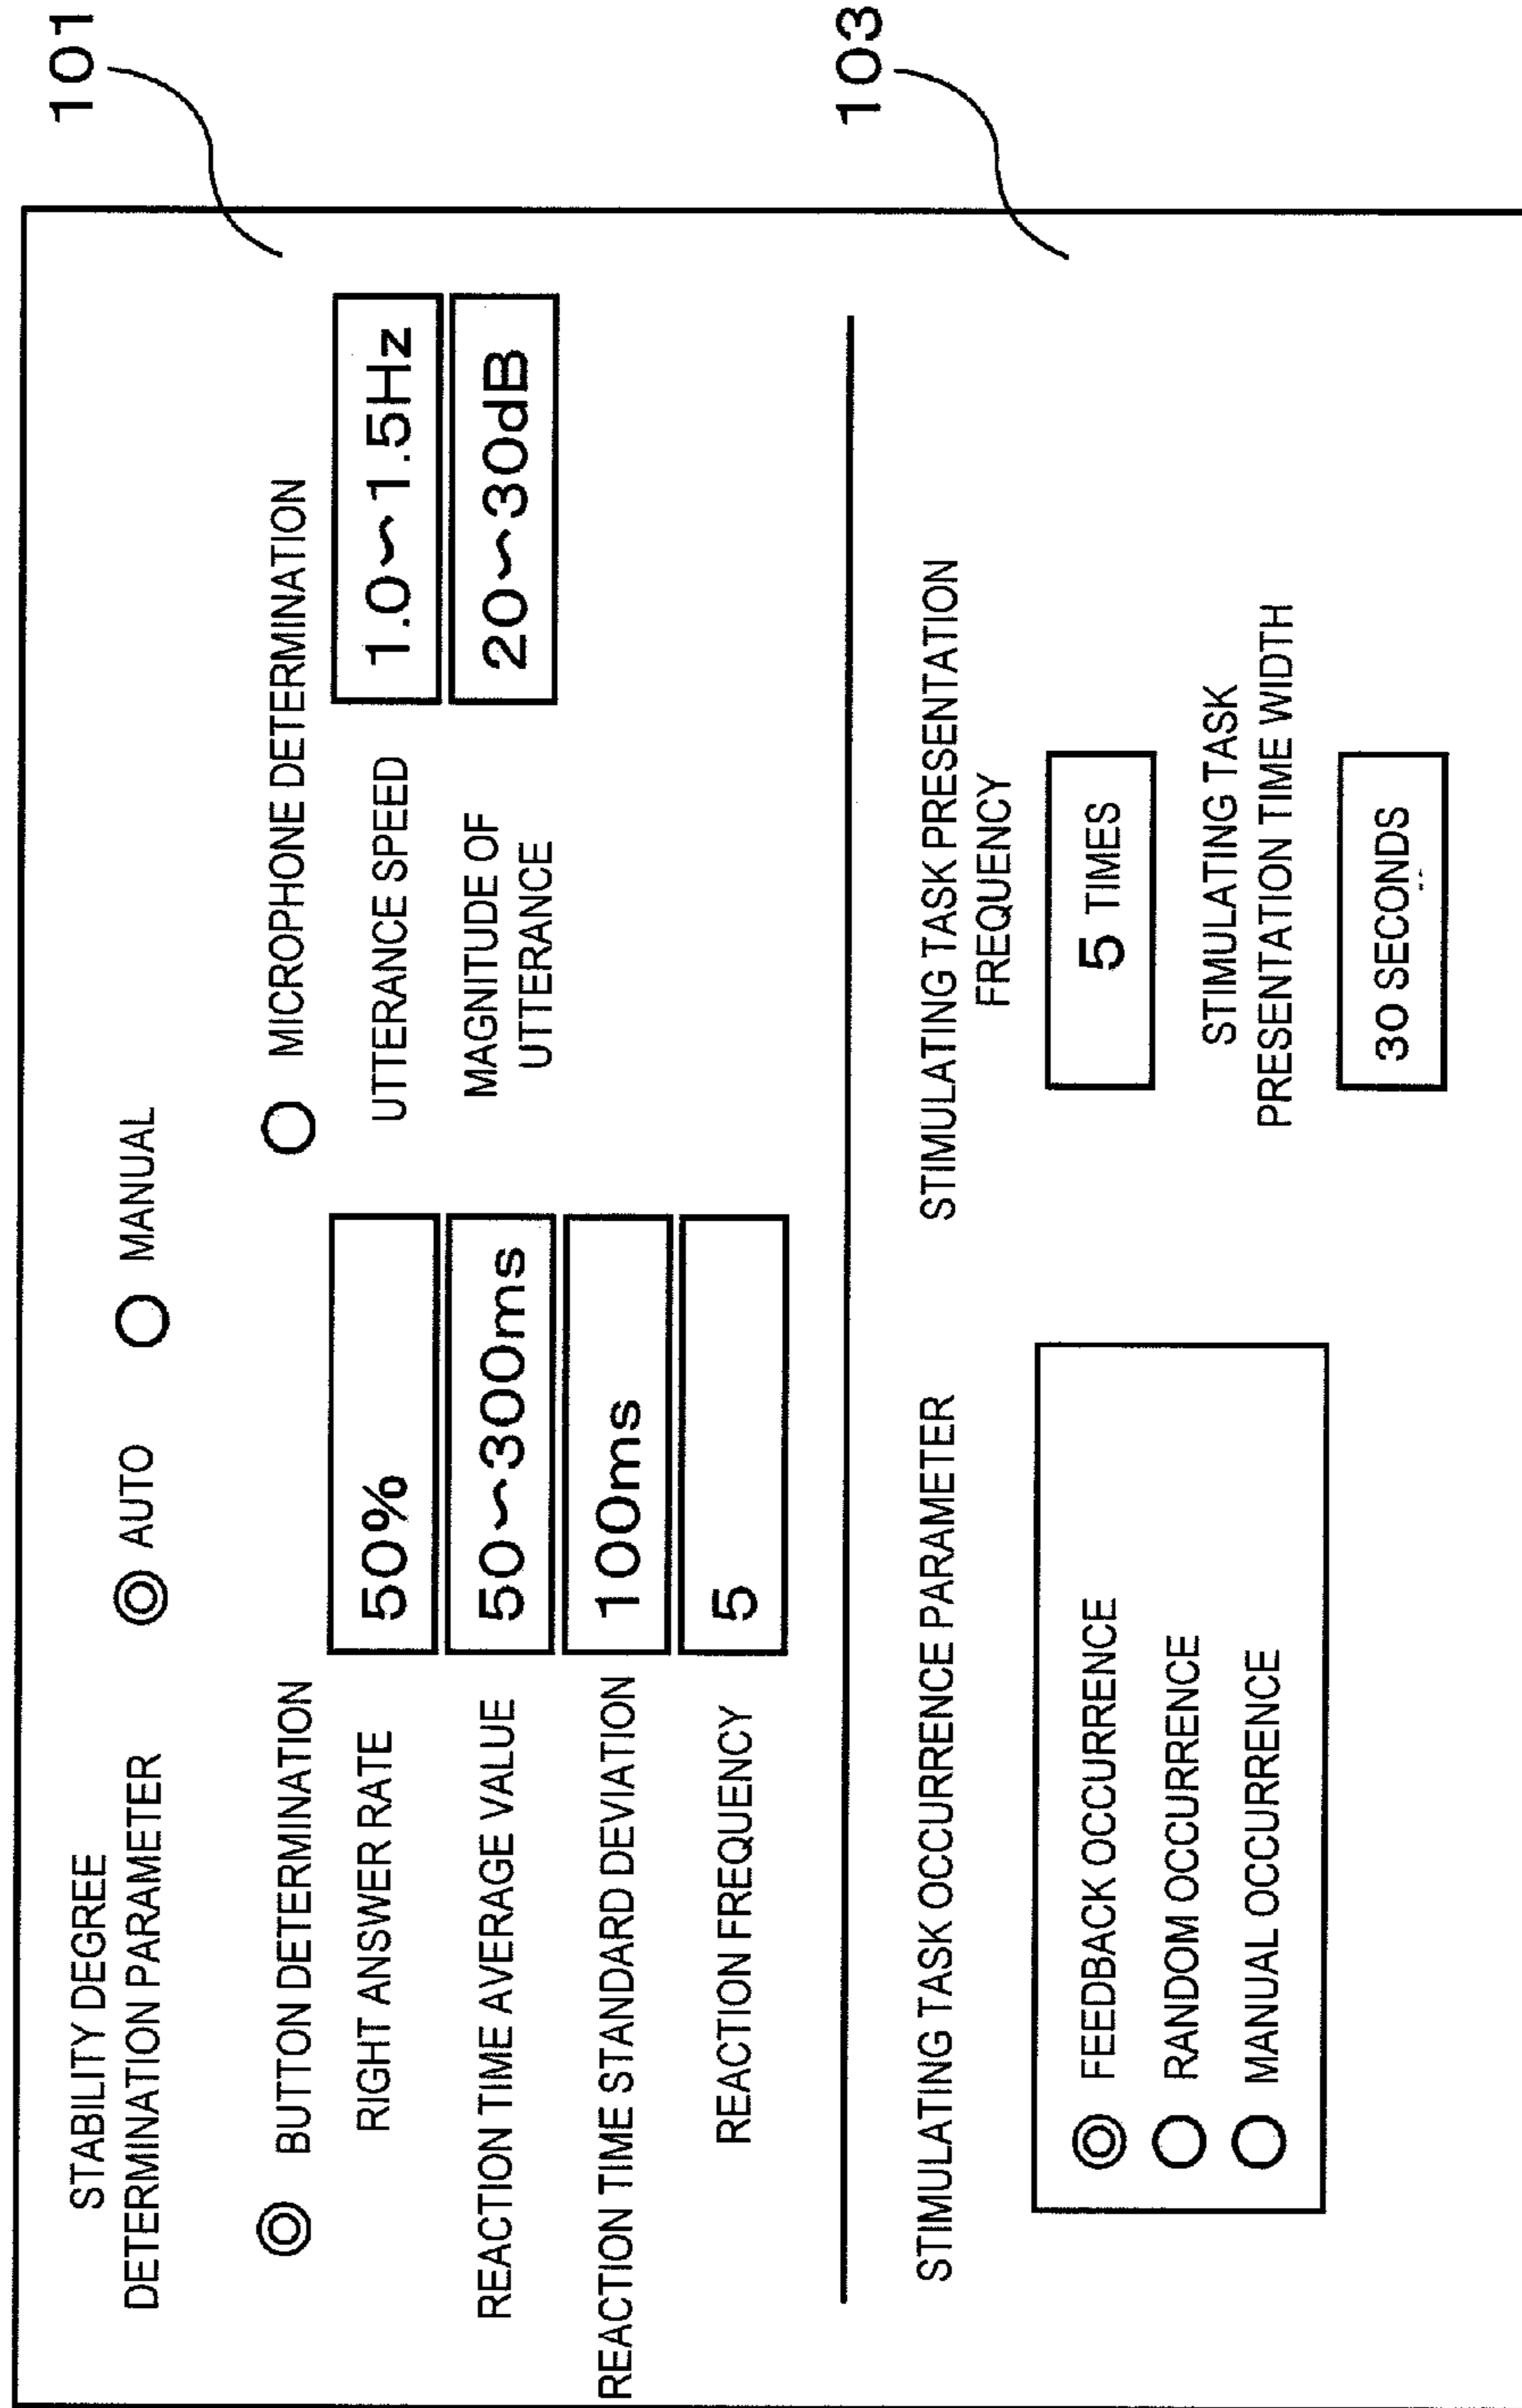 101
STABILITY DEGREE
DETERMINATION PARAMETER
AUTO
MANUAL
BUTTON DETERMINATION
RIGHT ANSWER RATE
50%
REACTION TIME AVERAGE VALUE
50~300ms
REACTION TIME STANDARD DEVIATION
100ms
REACTION FREQUENCY
5
MICROPHONE DETERMINATION
UTTERANCE SPEED
1.0~1.5Hz
MAGNITUDE OF
UTTERANCE
20~30dB
103
STIMULATING TASK OCCURRENCE PARAMETER
FEEDBACK OCCURRENCE
RANDOM OCCURRENCE
MANUAL OCCURRENCE
STIMULATING TASK PRESENTATION
FREQUENCY
5 TIMES
STIMULATING TASK
PRESENTATION TIME WIDTH
30 SECONDS